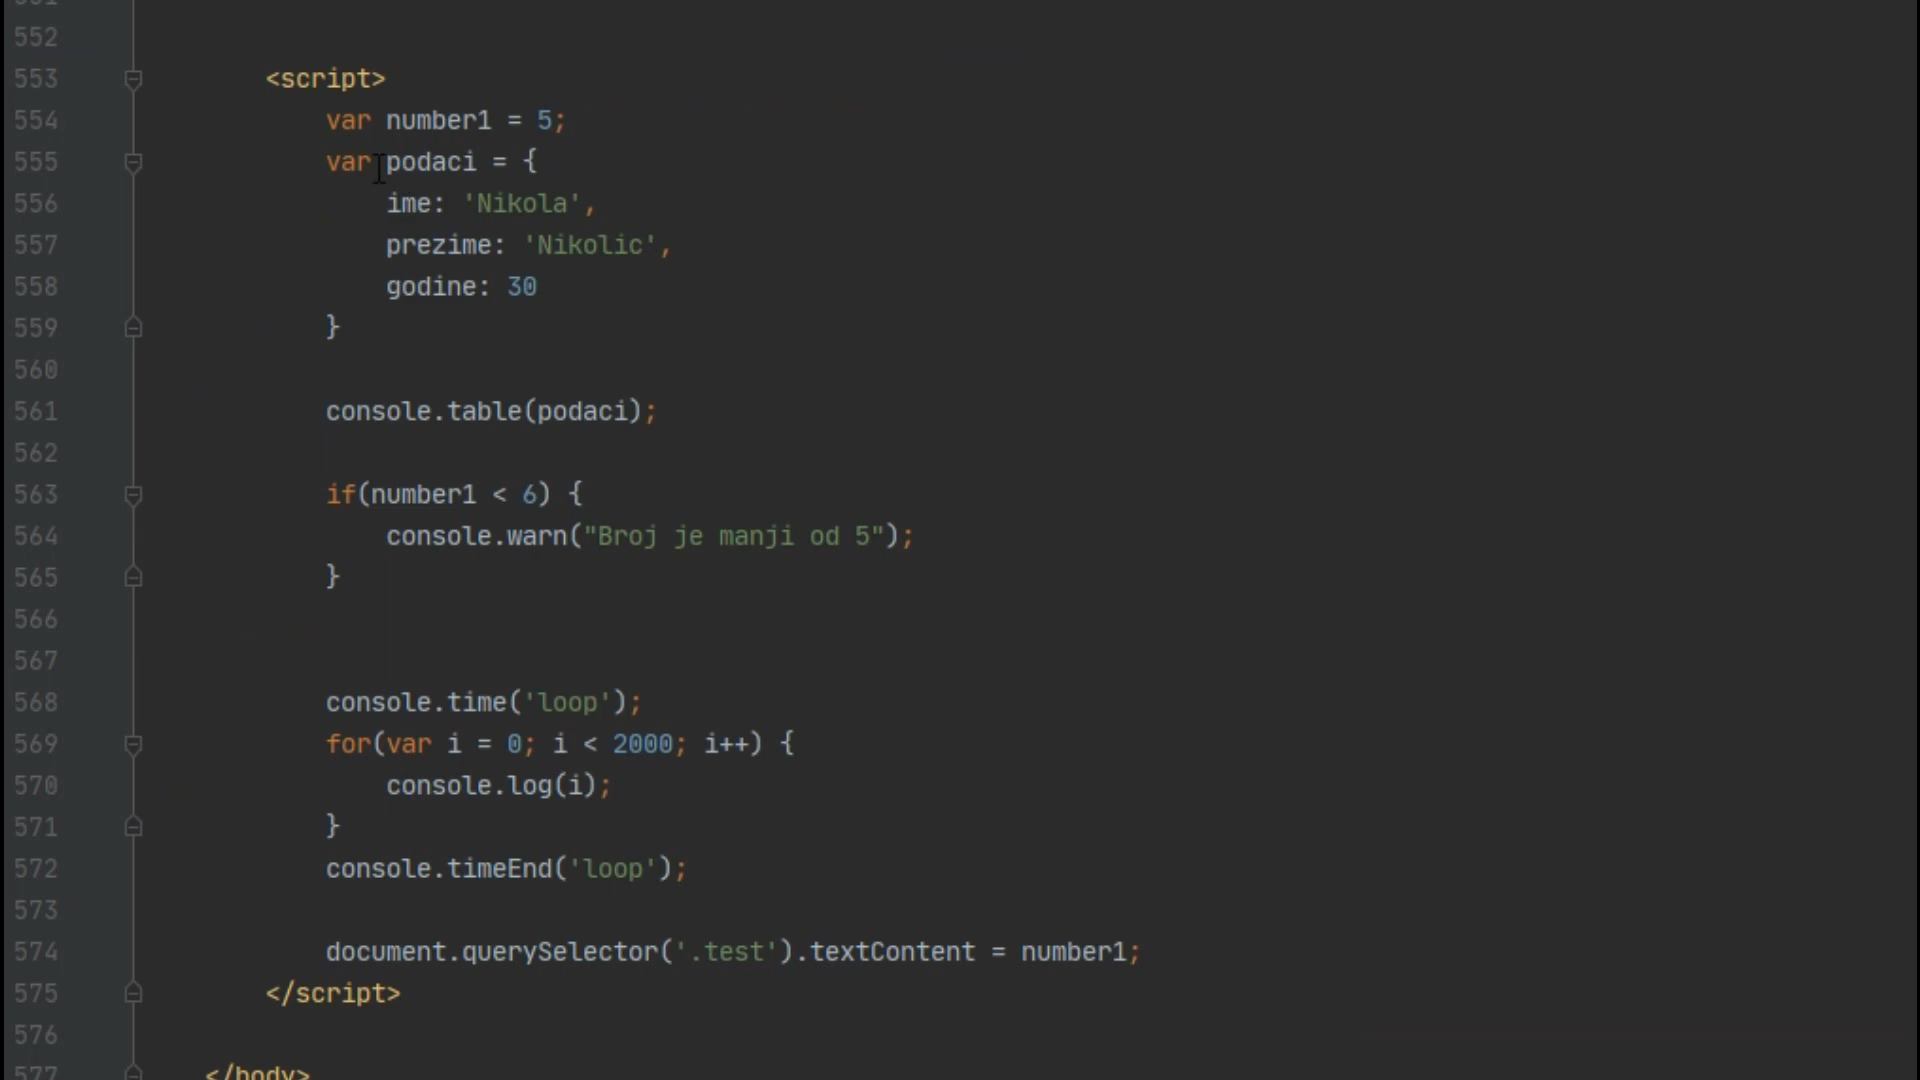 552
553 <script>
554 var number1 = 5;
555 var podaci = {
556 ime: 'Nikola',
557 prezime: 'Nikolic',
558 godine: 30
559 }
560
561 console.table(podaci);
562
563 if(number1 < 6) {
564 console.warn("Broj je manji od 5");
565 }
566
567
568 console.time('loop');
569 for(var i = 0; i < 2000; i++) {
570 console.log(i);
571 }
572 console.timeEnd('loop');
573
574 document.querySelector('.test').textContent = number1;
575 </script>
576
577 </body>